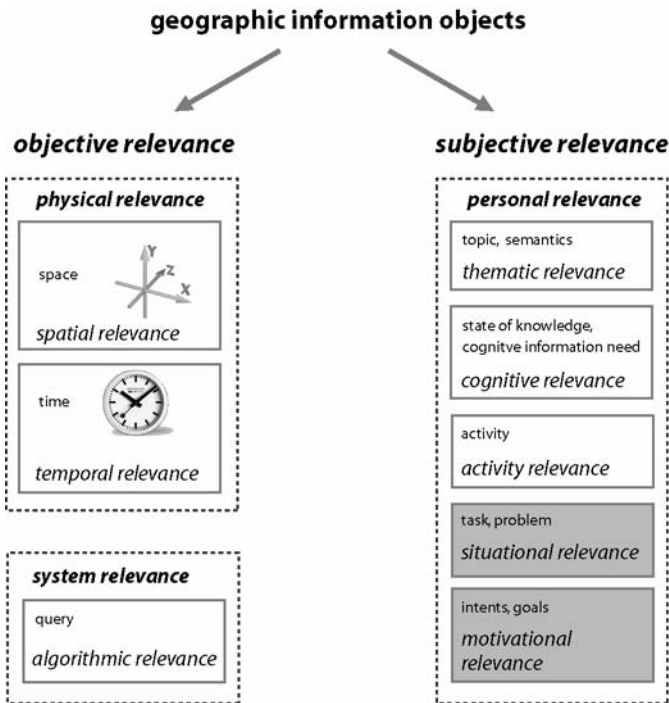 geographic information objects
objective relevance
physical relevance
space
Y
Z
X
spatial relevance
time
temporal relevance
system relevance
query
algorithmic relevance
subjective relevance
personal relevance
topic, semantics
thematic relevance
state of knowledge,
cognitve information need
cognitive relevance
activity
activity relevance
task, problem
situational relevance
intents, goals
motivational
relevance